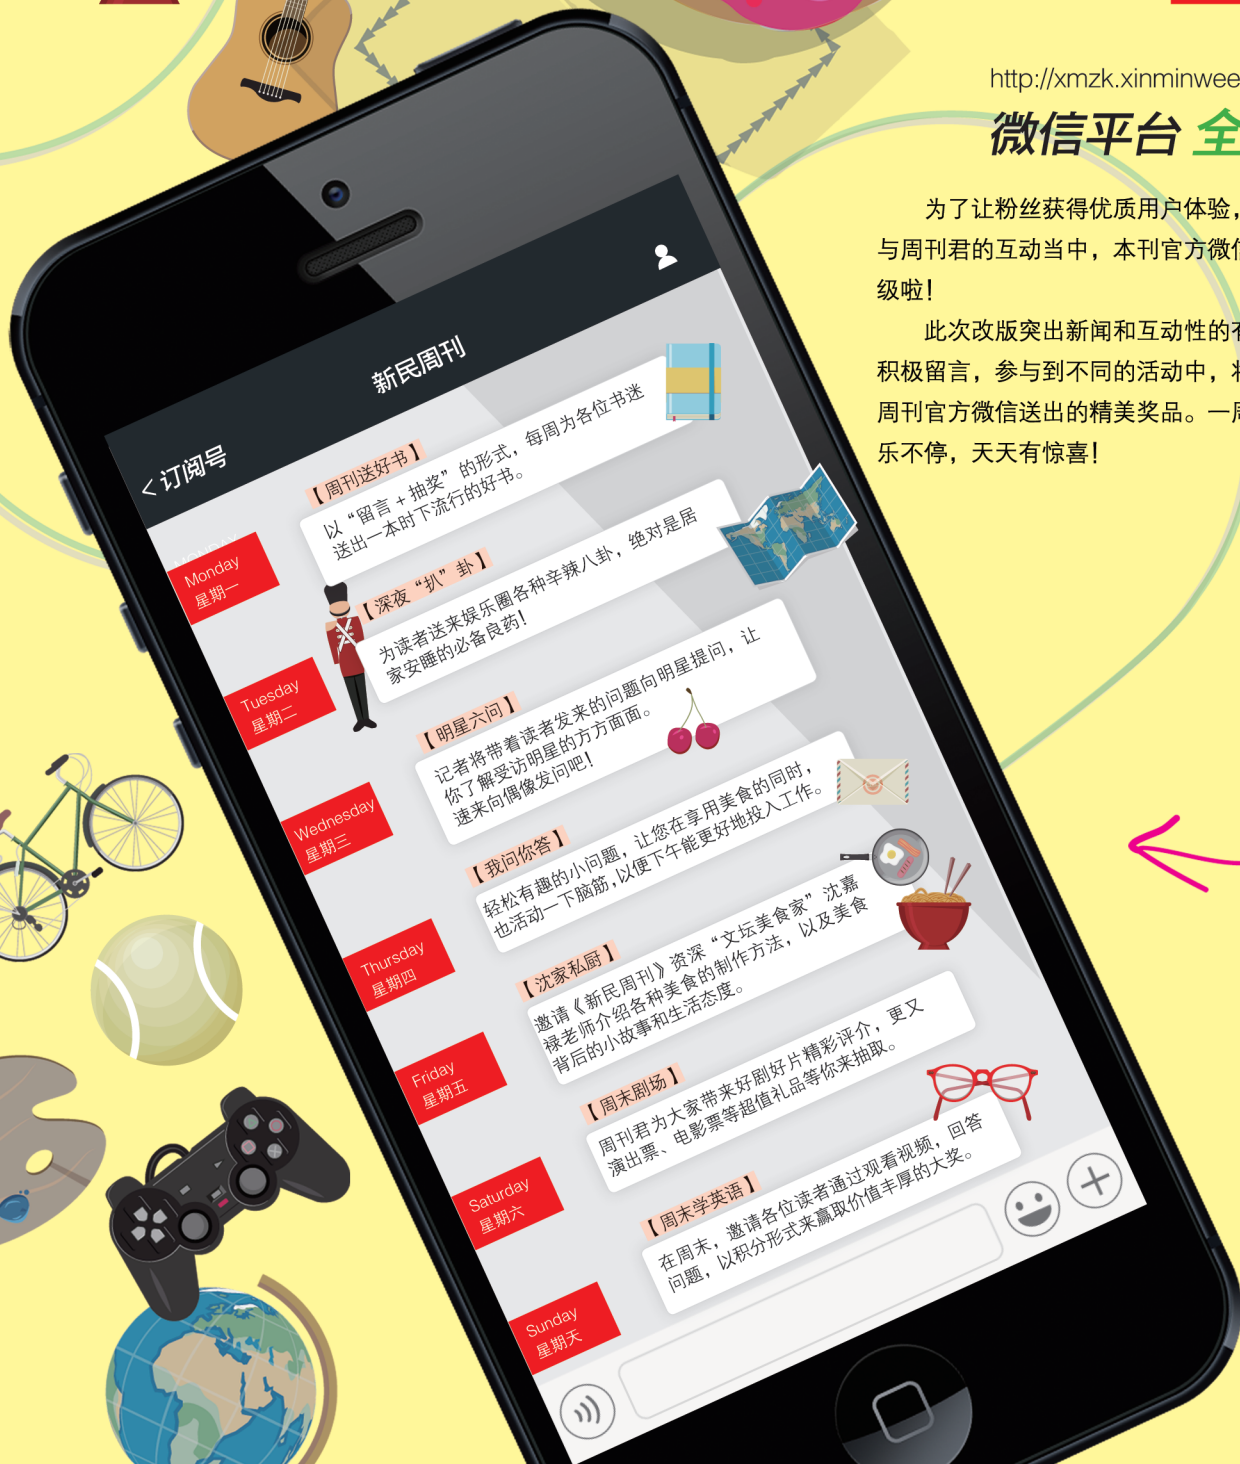 http://xmzk.xinminwee
微信平台 全
为了让粉丝获得优质用户体验，
与周刊君的互动当中，本刊官方微信
级啦！
此次改版突出新闻和互动性的有
积极留言，参与到不同的活动中，将
周刊官方微信送出的精美奖品。一周
乐不停，天天有惊喜！
新民周刊
< 订阅号
MONDAY
Monday
星期一
【周刊送好书】
以“留言 + 抽奖”的形式，每周为各位书迷
送出一本时下流行的好书。
Tuesday
星期二
【深夜“扒”卦】
为读者送来娱乐圈各种辛辣八卦，绝对是居
家安睡的必备良药！
Wednesday
星期三
【明星六问】
记者将带着读者发来的问题向明星提问，让
你了解受访明星的方方面面。
速来向偶像发问吧！
Thursday
星期四
【我问你答】
轻松有趣的小问题，让您在享用美食的同时，
也活动一下脑筋，以便下午能更好地投入工作。
Friday
星期五
【沈家私厨】
邀请《新民周刊》资深“文坛美食家”沈嘉
禄老师介绍各种美食的制作方法，以及美食
背后的小故事和生活态度。
Saturday
星期六
【周末剧场】
周刊君为大家带来好剧好片精彩评介，更又
演出票、电影票等超值礼品等你来抽取。
Sunday
星期天
【周末学英语】
在周末，邀请各位读者通过观看视频，回答
问题，以积分形式来赢取价值丰厚的大奖。